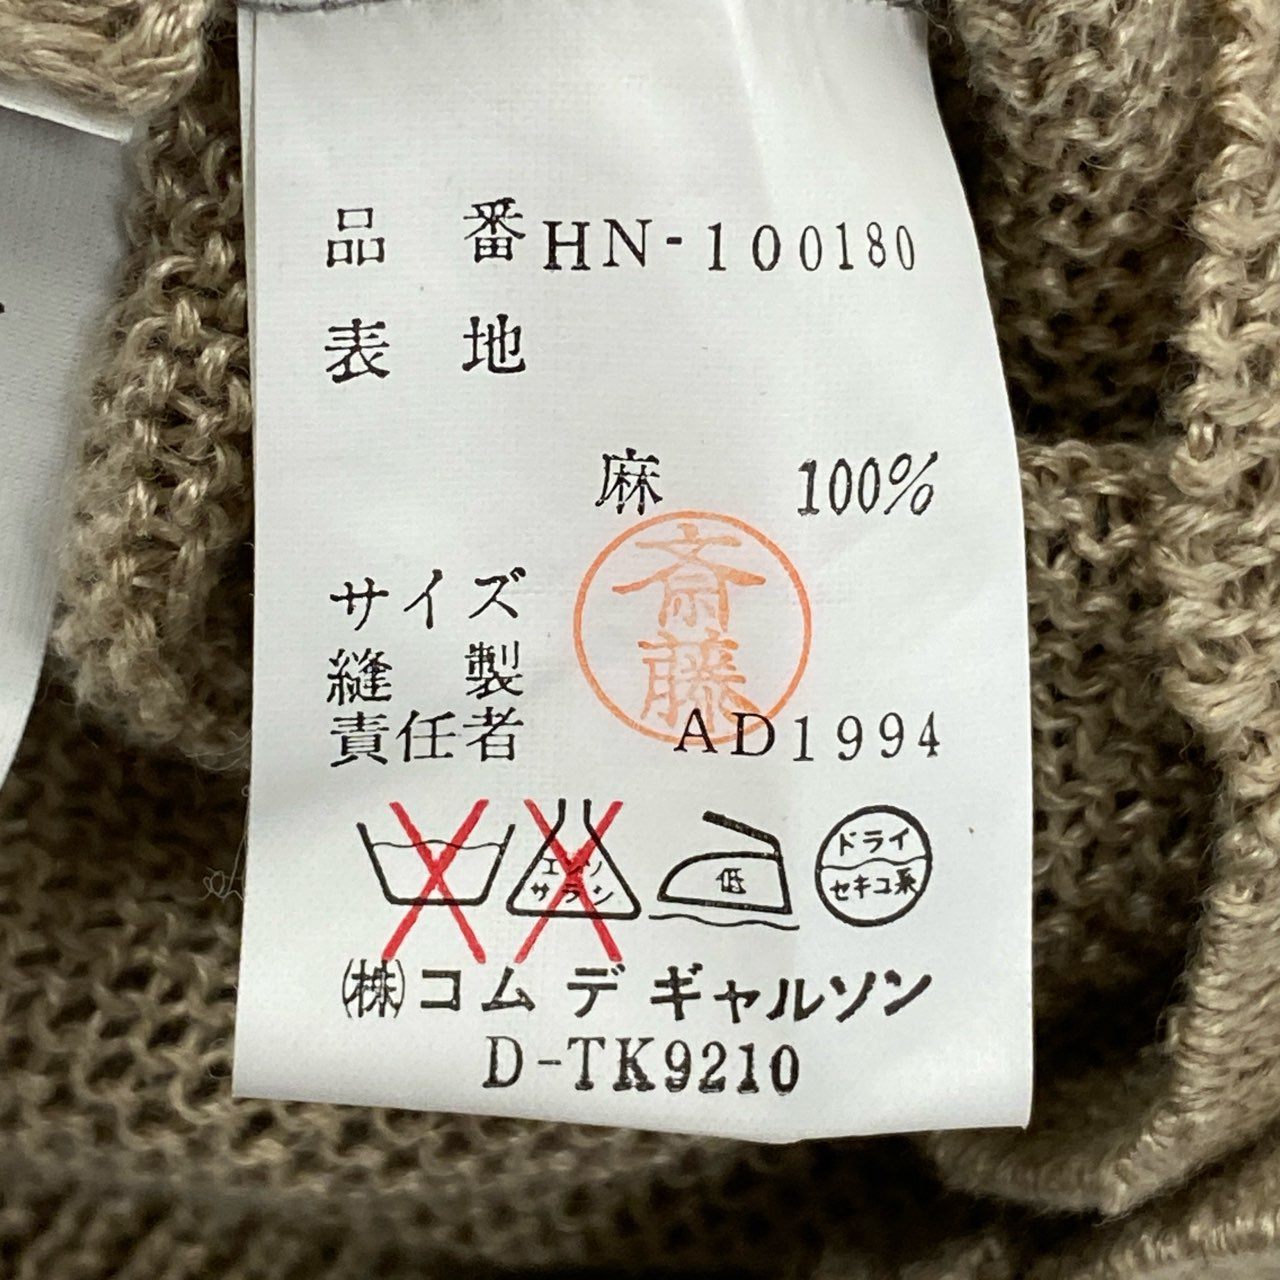 品 番 HN-100180
表 地
麻 100%
サイズ
斎藤
縫 製
責任者 AD1994
エンソ
サラシ
低
ドライ
セキユ系
㈱コム デ ギャルソン
D-TK9210